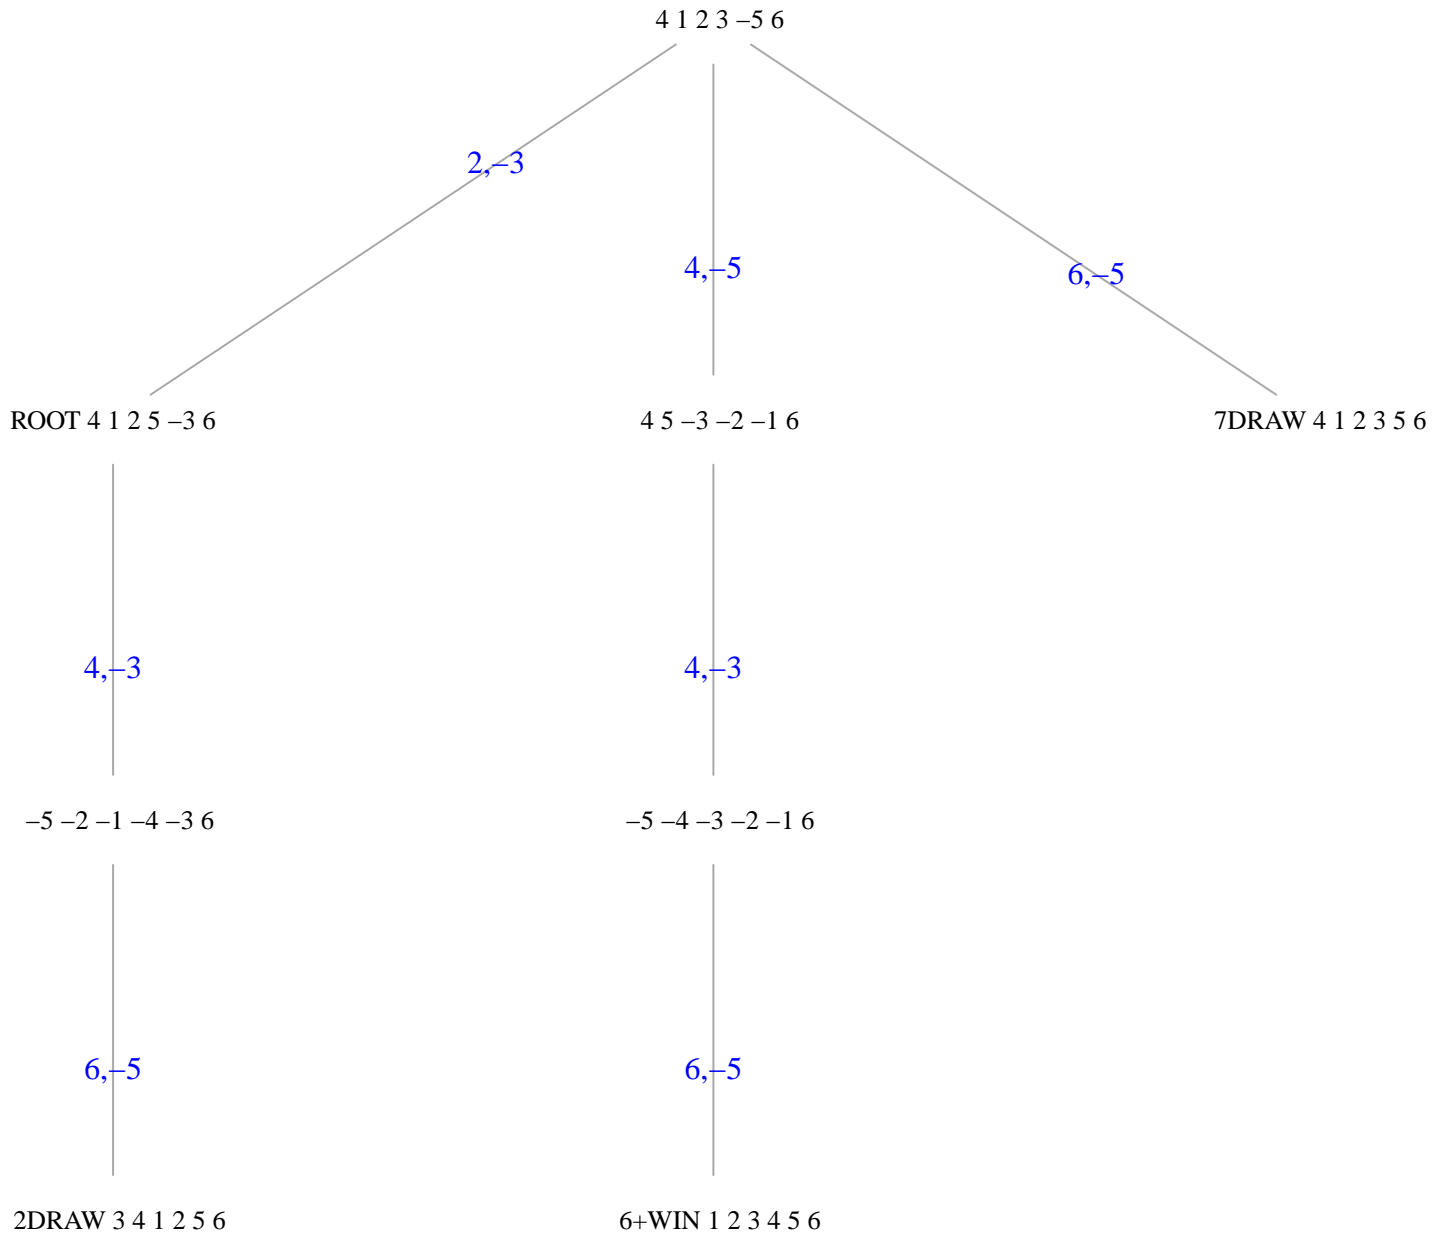 4 1 2 3 –5 6
2,–3
4,–5
6,–5
ROOT 4 1 2 5 –3 6
4 5 –3 –2 –1 6
7DRAW 4 1 2 3 5 6
4,–3
4,–3
–5 –2 –1 –4 –3 6
–5 –4 –3 –2 –1 6
6,–5
6,–5
2DRAW 3 4 1 2 5 6
6+WIN 1 2 3 4 5 6